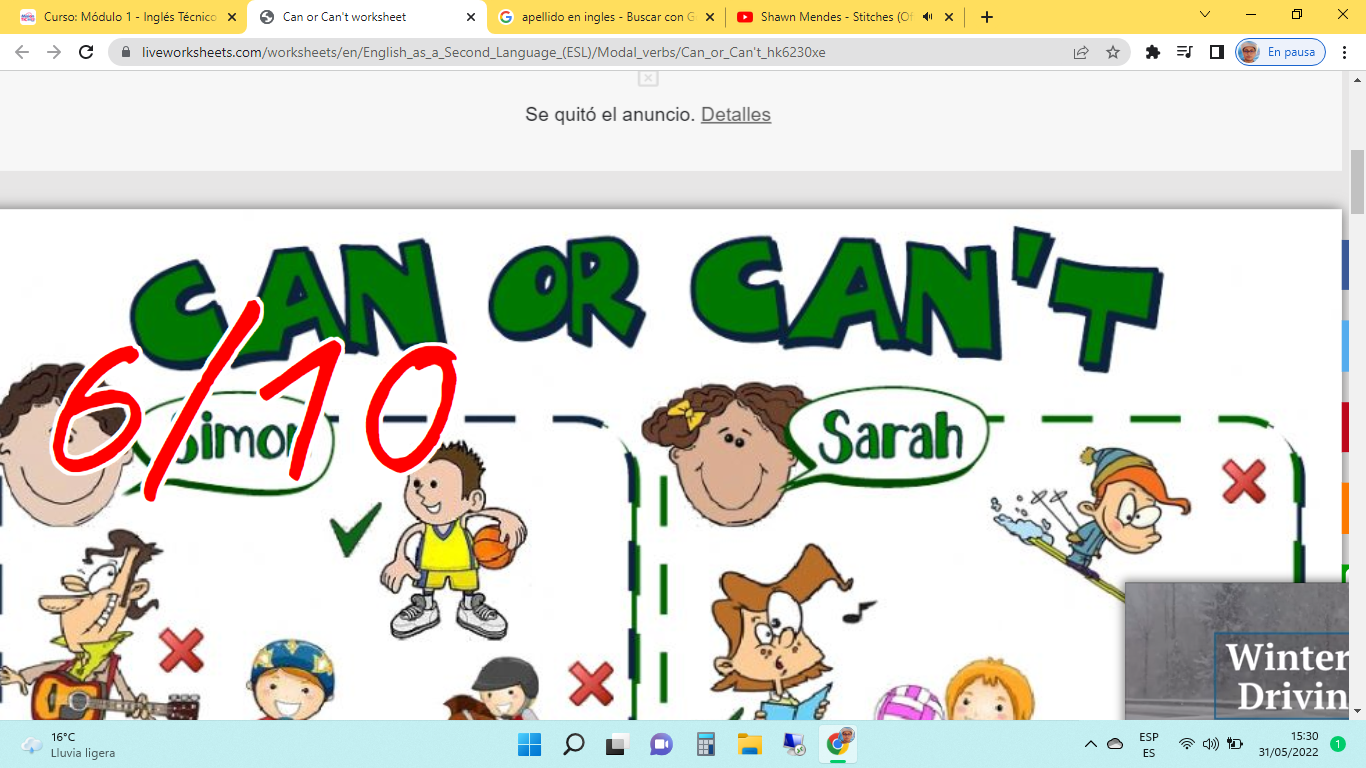 Curso: Módulo 1 - Inglés Técnico
Can or Can't worksheet
apellido en ingles - Buscar con G
Shawn Mendes - Stitches (Of
liveworksheets.com/worksheets/en/English_as_a_Second_Language_(ESL)/Modal_verbs/Can_or_Can't_hk6230xe
En pausa
Se quitó el anuncio. Detalles
CAN OR CAN'T
6/10
Simon
Sarah
Winter
Drivin
16°C
Lluvia ligera
ESP
ES
15:30
31/05/2022
1